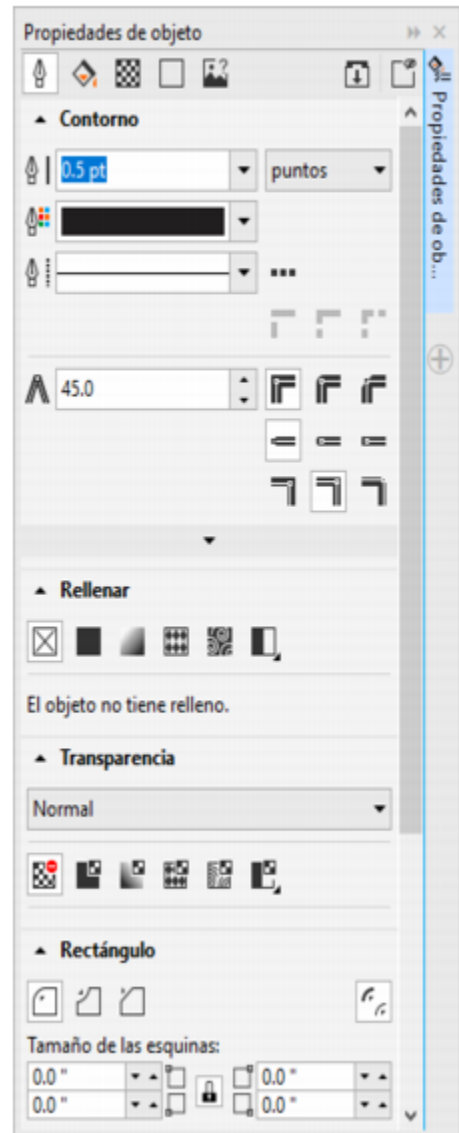 Propiedades de objeto
Propiedades de ob...
Contorno
0.5 pt puntos
45.0
Rellenar
El objeto no tiene relleno.
Transparencia
Normal
Rectángulo
Tamaño de las esquinas:
0.0 " 0.0 "
0.0 " 0.0 "